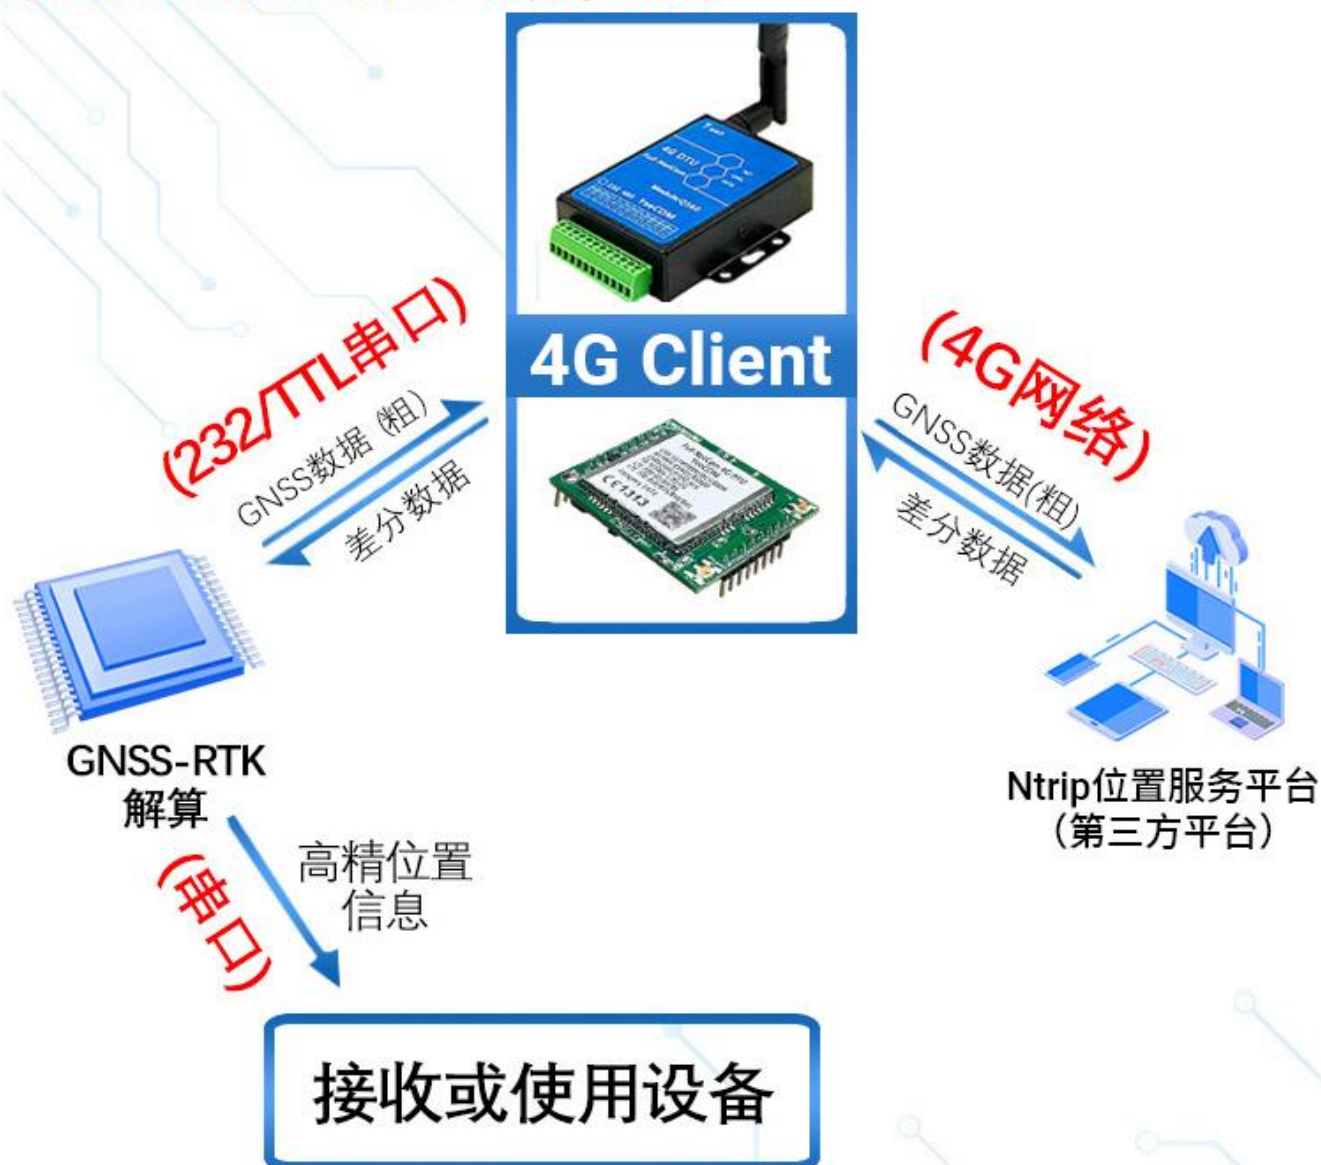 4G DTU
4G Client
(232/TTL串口)
GNSS数据 (粗)
差分数据
(4G网络)
GNSS数据(粗)
差分数据
CE1313
GNSS-RTK
解算
Ntrip位置服务平台
（第三方平台）
(串口)
高精位置
信息
接收或使用设备